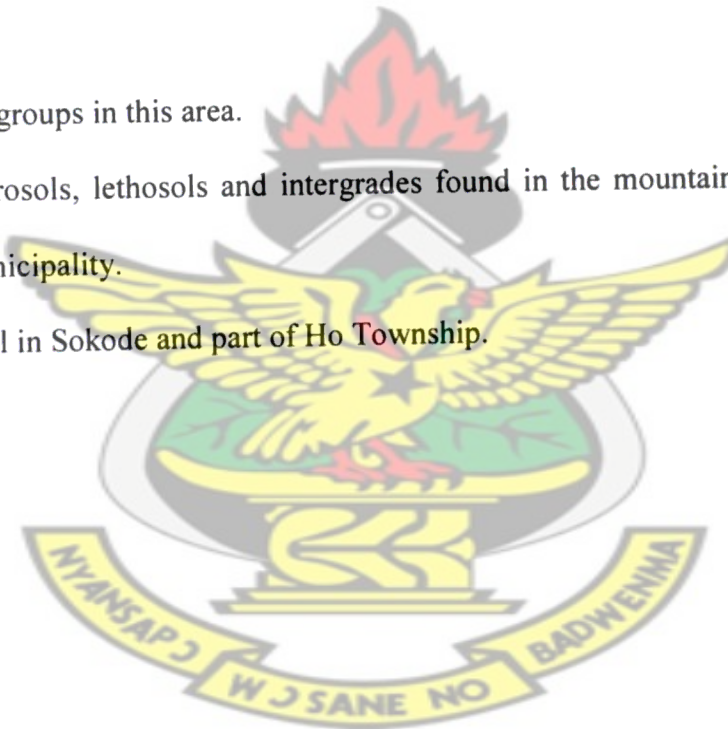 groups in this area.
rosols, lethosols and intergrades found in the mountain
nicipality.
l in Sokode and part of Ho Township.
NYANSAPƆ
WƆSANE NO
BADWENMA